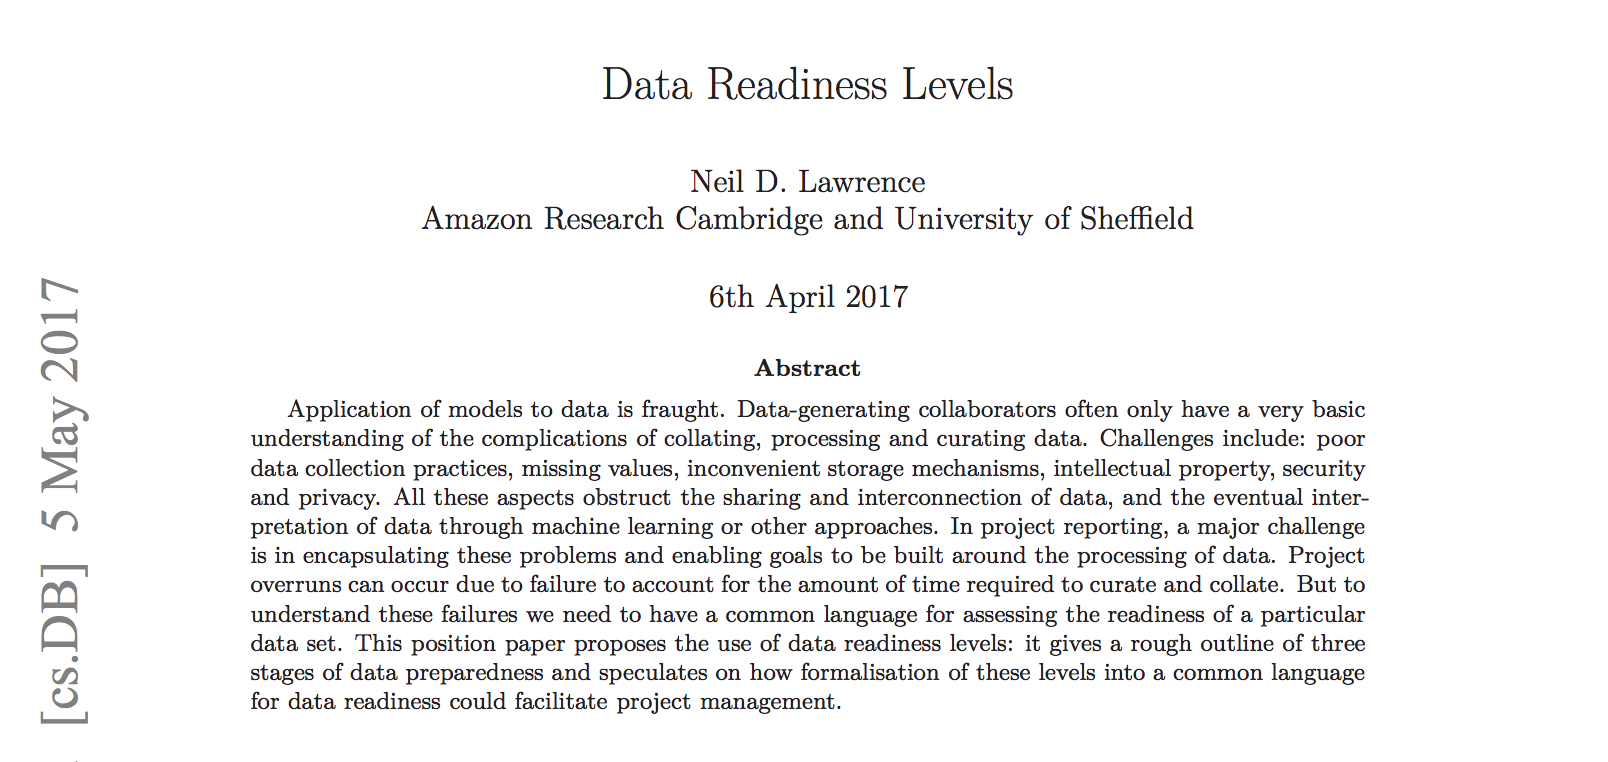 Data Readiness Levels
Neil D. Lawrence
Amazon Research Cambridge and University of Sheffield
6th April 2017
Abstract
Application of models to data is fraught. Data-generating collaborators often only have a very basic
understanding of the complications of collating, processing and curating data. Challenges include: poor
data collection practices, missing values, inconvenient storage mechanisms, intellectual property, security
and privacy. All these aspects obstruct the sharing and interconnection of data, and the eventual inter-
pretation of data through machine learning or other approaches. In project reporting, a major challenge
is in encapsulating these problems and enabling goals to be built around the processing of data. Project
overruns can occur due to failure to account for the amount of time required to curate and collate. But to
understand these failures we need to have a common language for assessing the readiness of a particular
data set. This position paper proposes the use of data readiness levels: it gives a rough outline of three
stages of data preparedness and speculates on how formalisation of these levels into a common language
for data readiness could facilitate project management.
[cs.DB] 5 May 2017